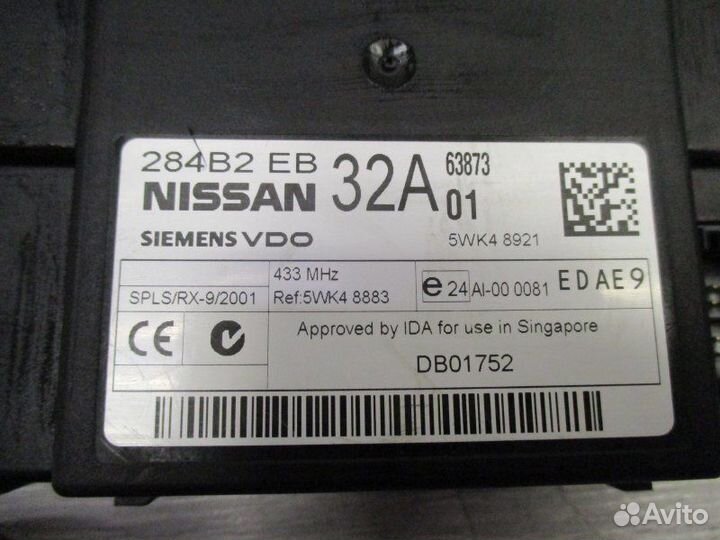 284B2 EB 32A 63873
NISSAN 01
SIEMENS VDO 5WK4 8921
433 MHz
SPLS/RX-9/2001 Ref:5WK4 8883 e 24 AI-00 0081 EDAE9
CE Approved by IDA for use in Singapore
DB01752
Avito